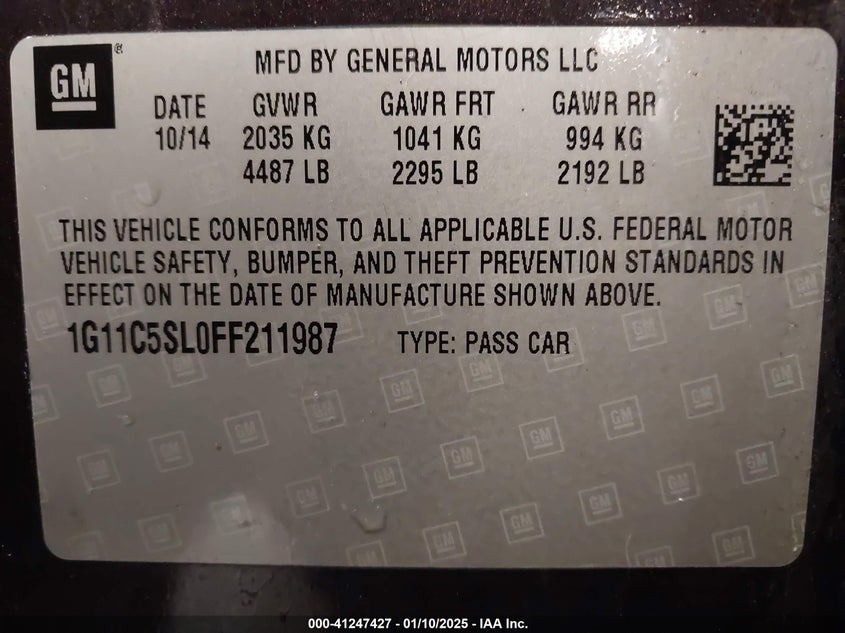 GM®
MFD BY GENERAL MOTORS LLC
DATE GVWR GAWR FRT GAWR RR
10/14 2035 KG 1041 KG 994 KG
4487 LB 2295 LB 2192 LB
THIS VEHICLE CONFORMS TO ALL APPLICABLE U.S. FEDERAL MOTOR
VEHICLE SAFETY, BUMPER, AND THEFT PREVENTION STANDARDS IN
EFFECT ON THE DATE OF MANUFACTURE SHOWN ABOVE.
1G11C5SL0FF211987 TYPE: PASS CAR
000-41247427 - 01/10/2025 - IAA Inc.